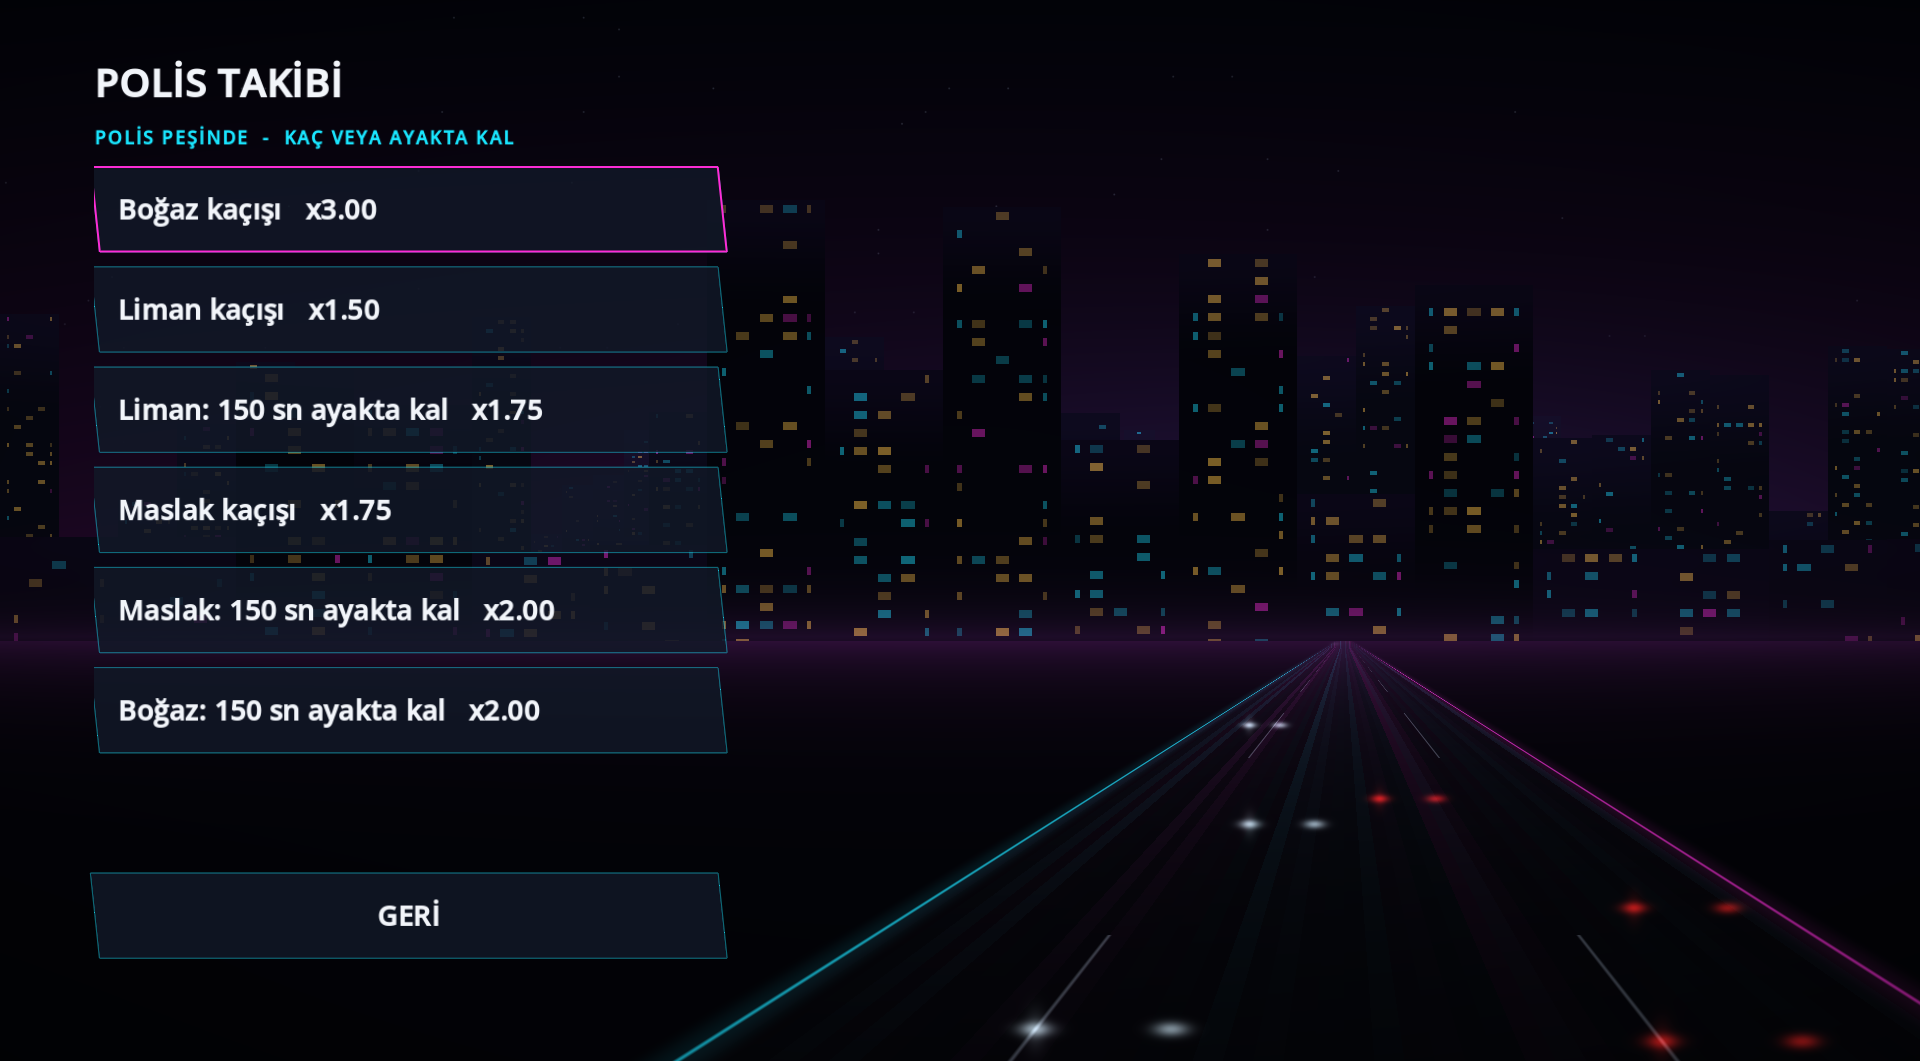 POLİS TAKİBİ
POLİS PEŞİNDE - KAÇ VEYA AYAKTA KAL
Boğaz kaçışı x3.00
Liman kaçışı x1.50
Liman: 150 sn ayakta kal x1.75
Maslak kaçışı x1.75
Maslak: 150 sn ayakta kal x2.00
Boğaz: 150 sn ayakta kal x2.00
GERİ